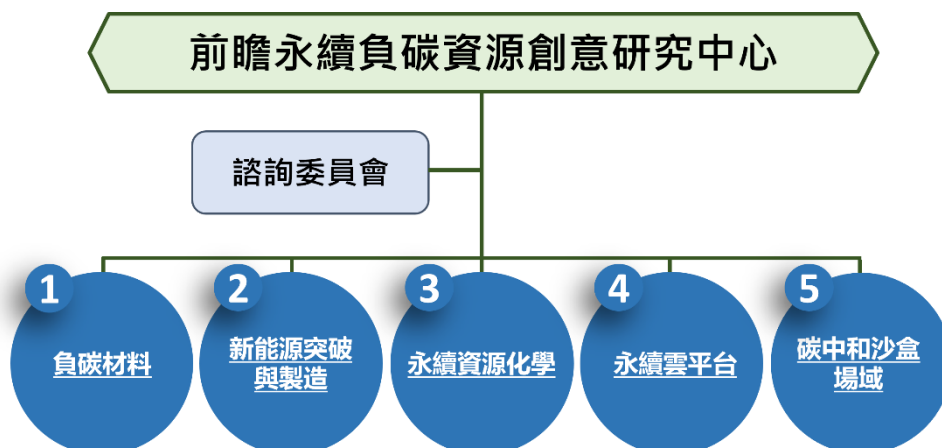 前瞻永續負碳資源創意研究中心
諮詢委員會
1
負碳材料
2
新能源突破
與製造
3
永續資源化學
4
永續雲平台
5
碳中和沙盒
場域